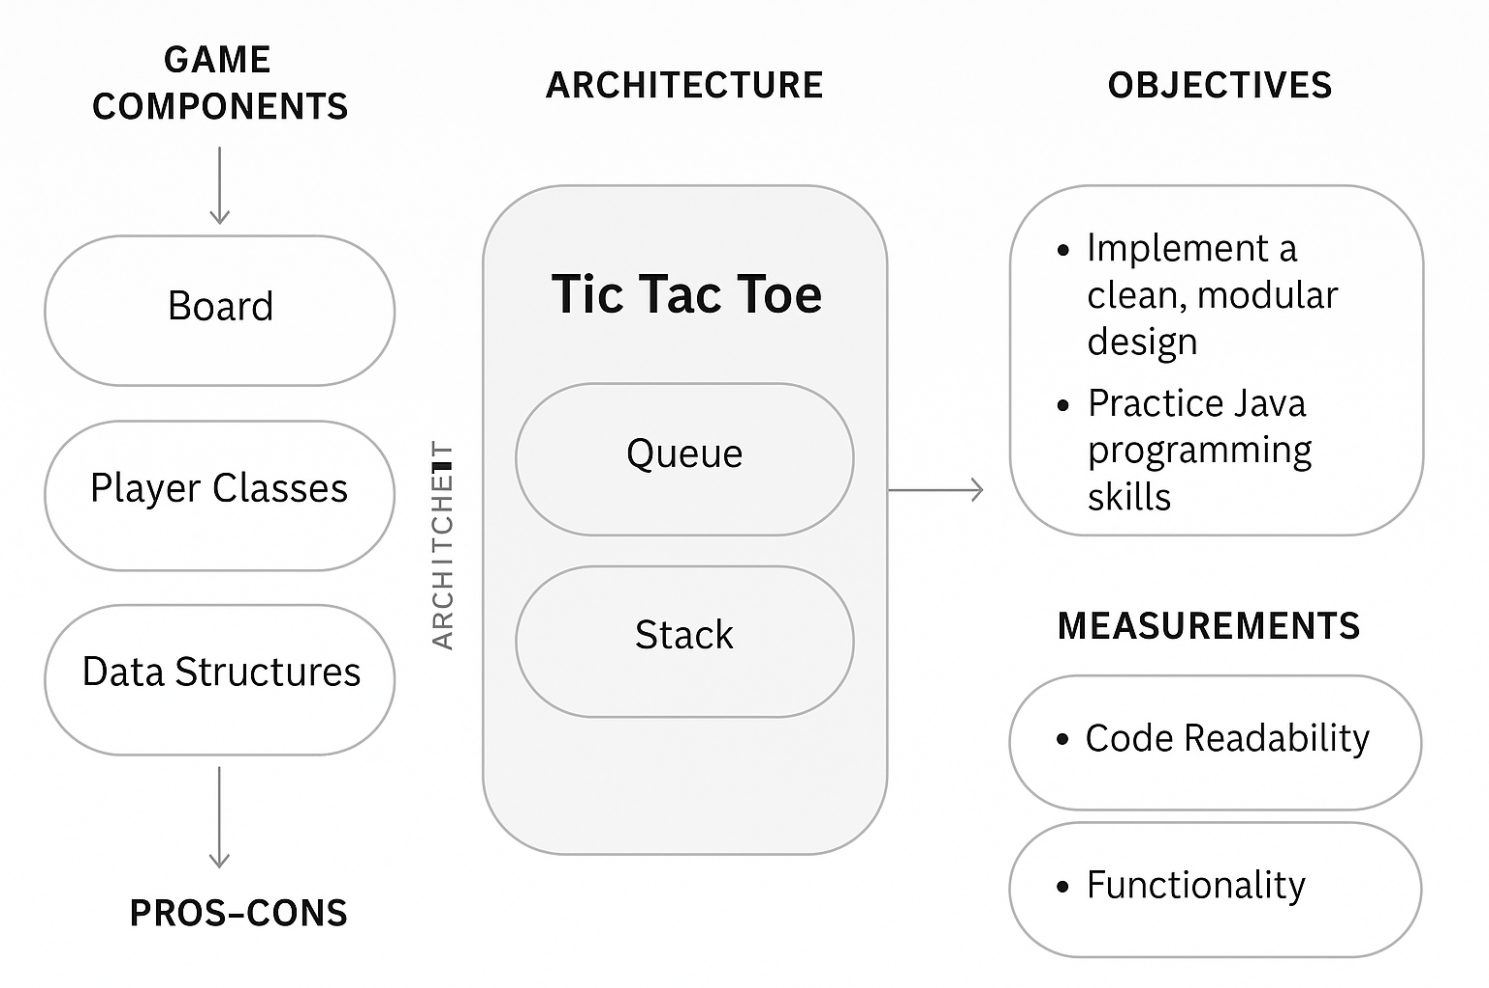 GAME
COMPONENTS
Board
Player Classes
Data Structures
PROS–CONS
ARCHITECTURE
Tic Tac Toe
Queue
Stack
OBJECTIVES
• Implement a
clean, modular
design
• Practice Java
programming
skills
MEASUREMENTS
• Code Readability
• Functionality